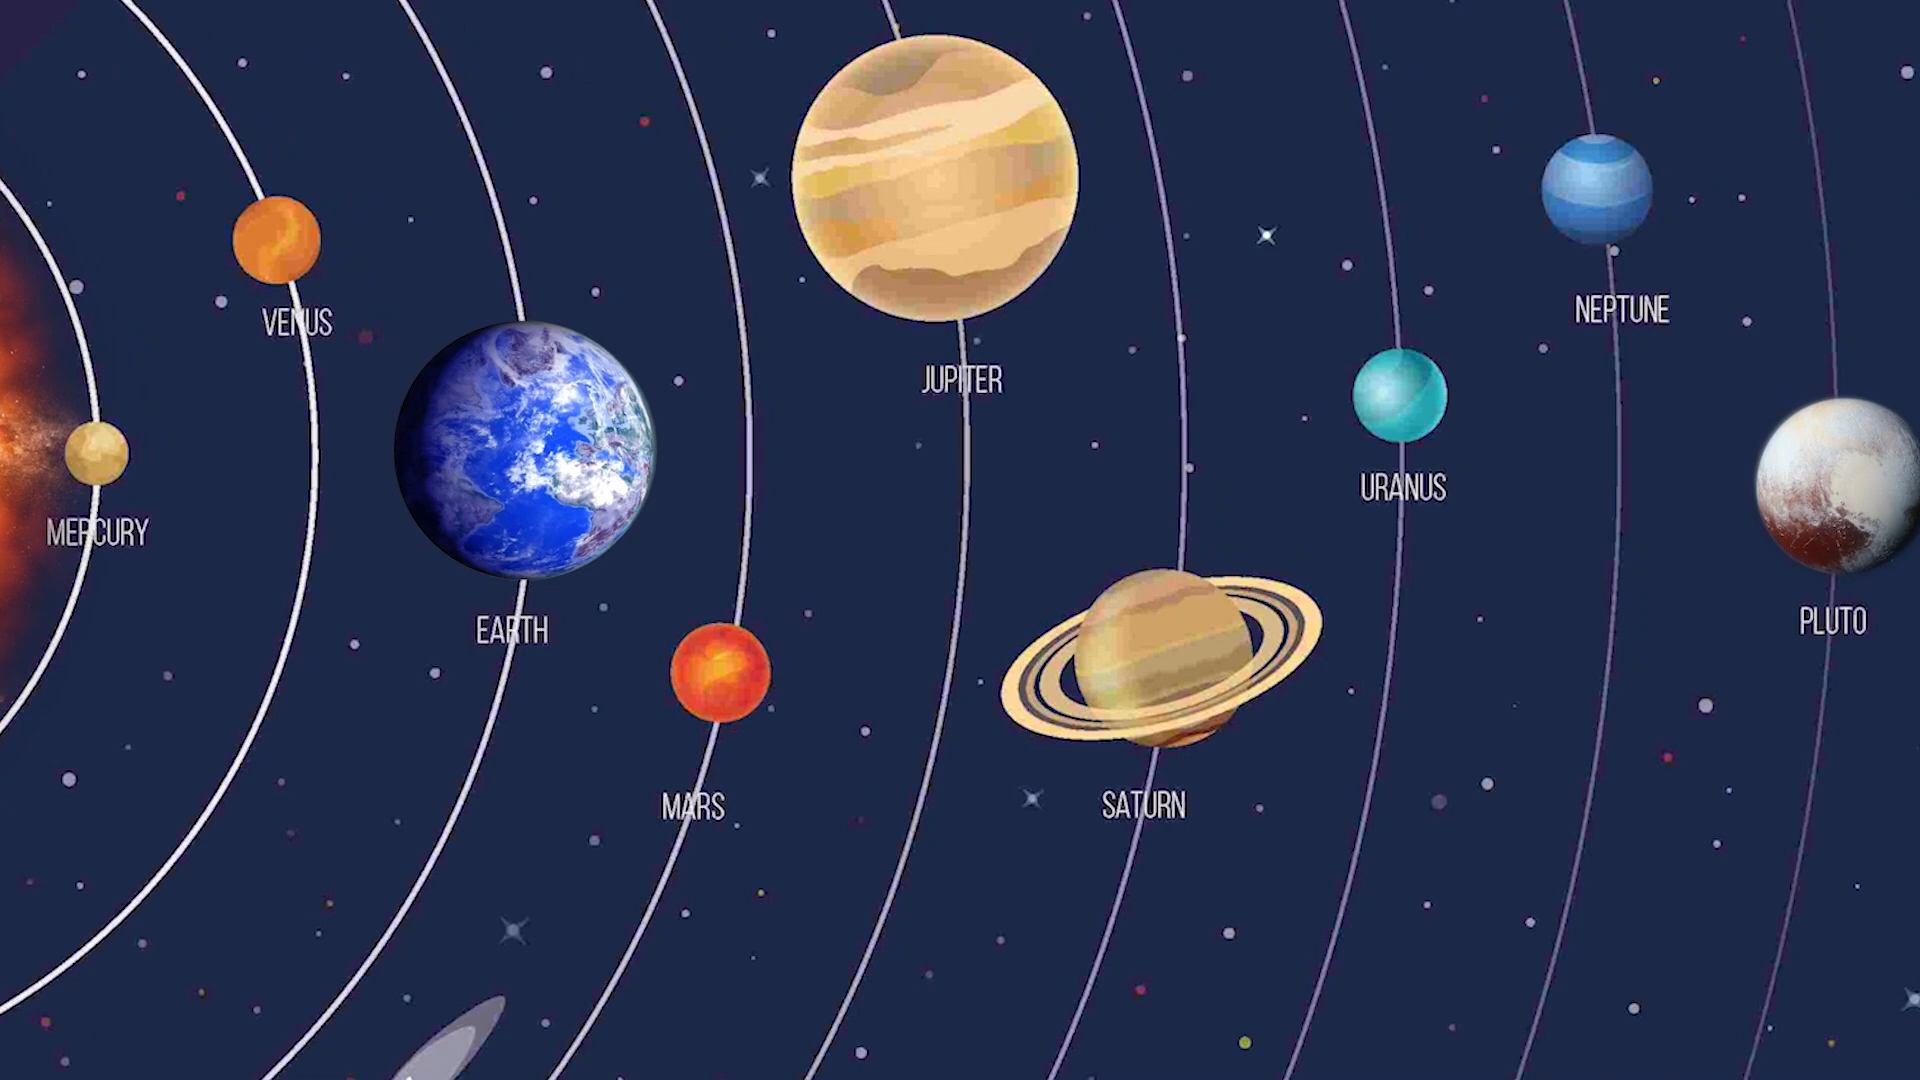 MERCURY
VENUS
EARTH
MARS
JUPITER
SATURN
URANUS
NEPTUNE
PLUTO